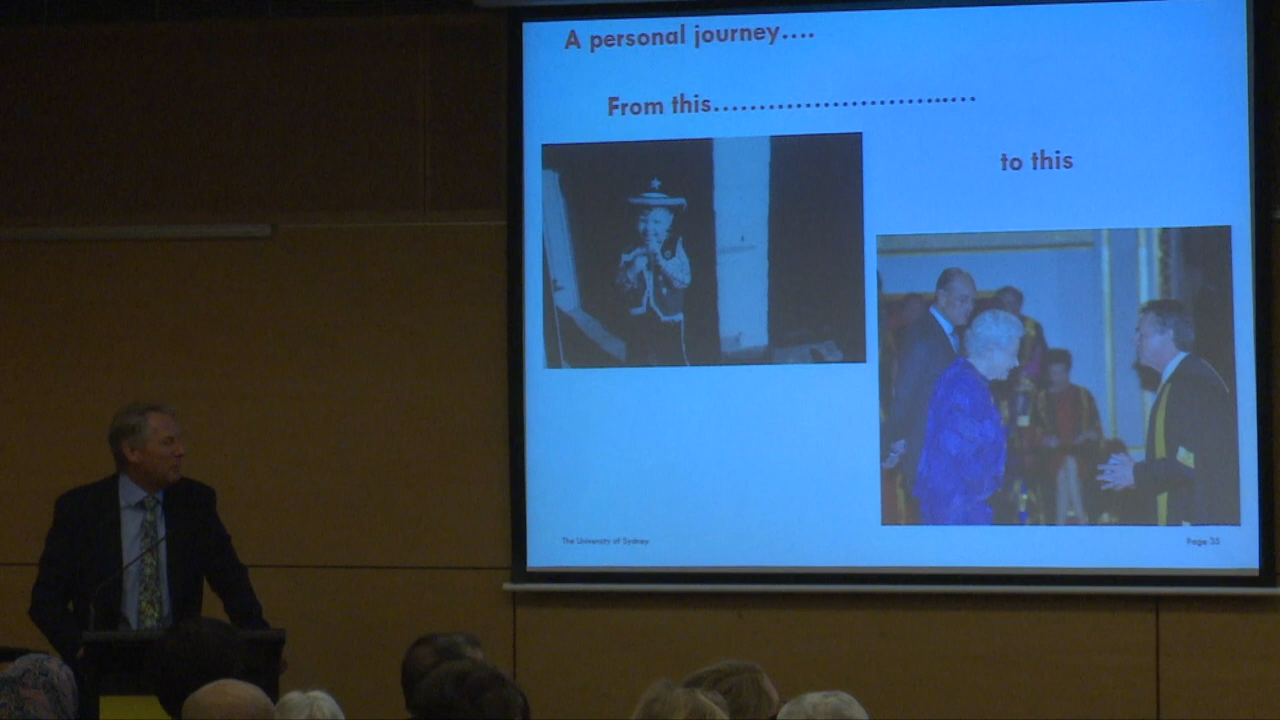 A personal journey....
From this............................
to this
The University of Sydney
Page 35